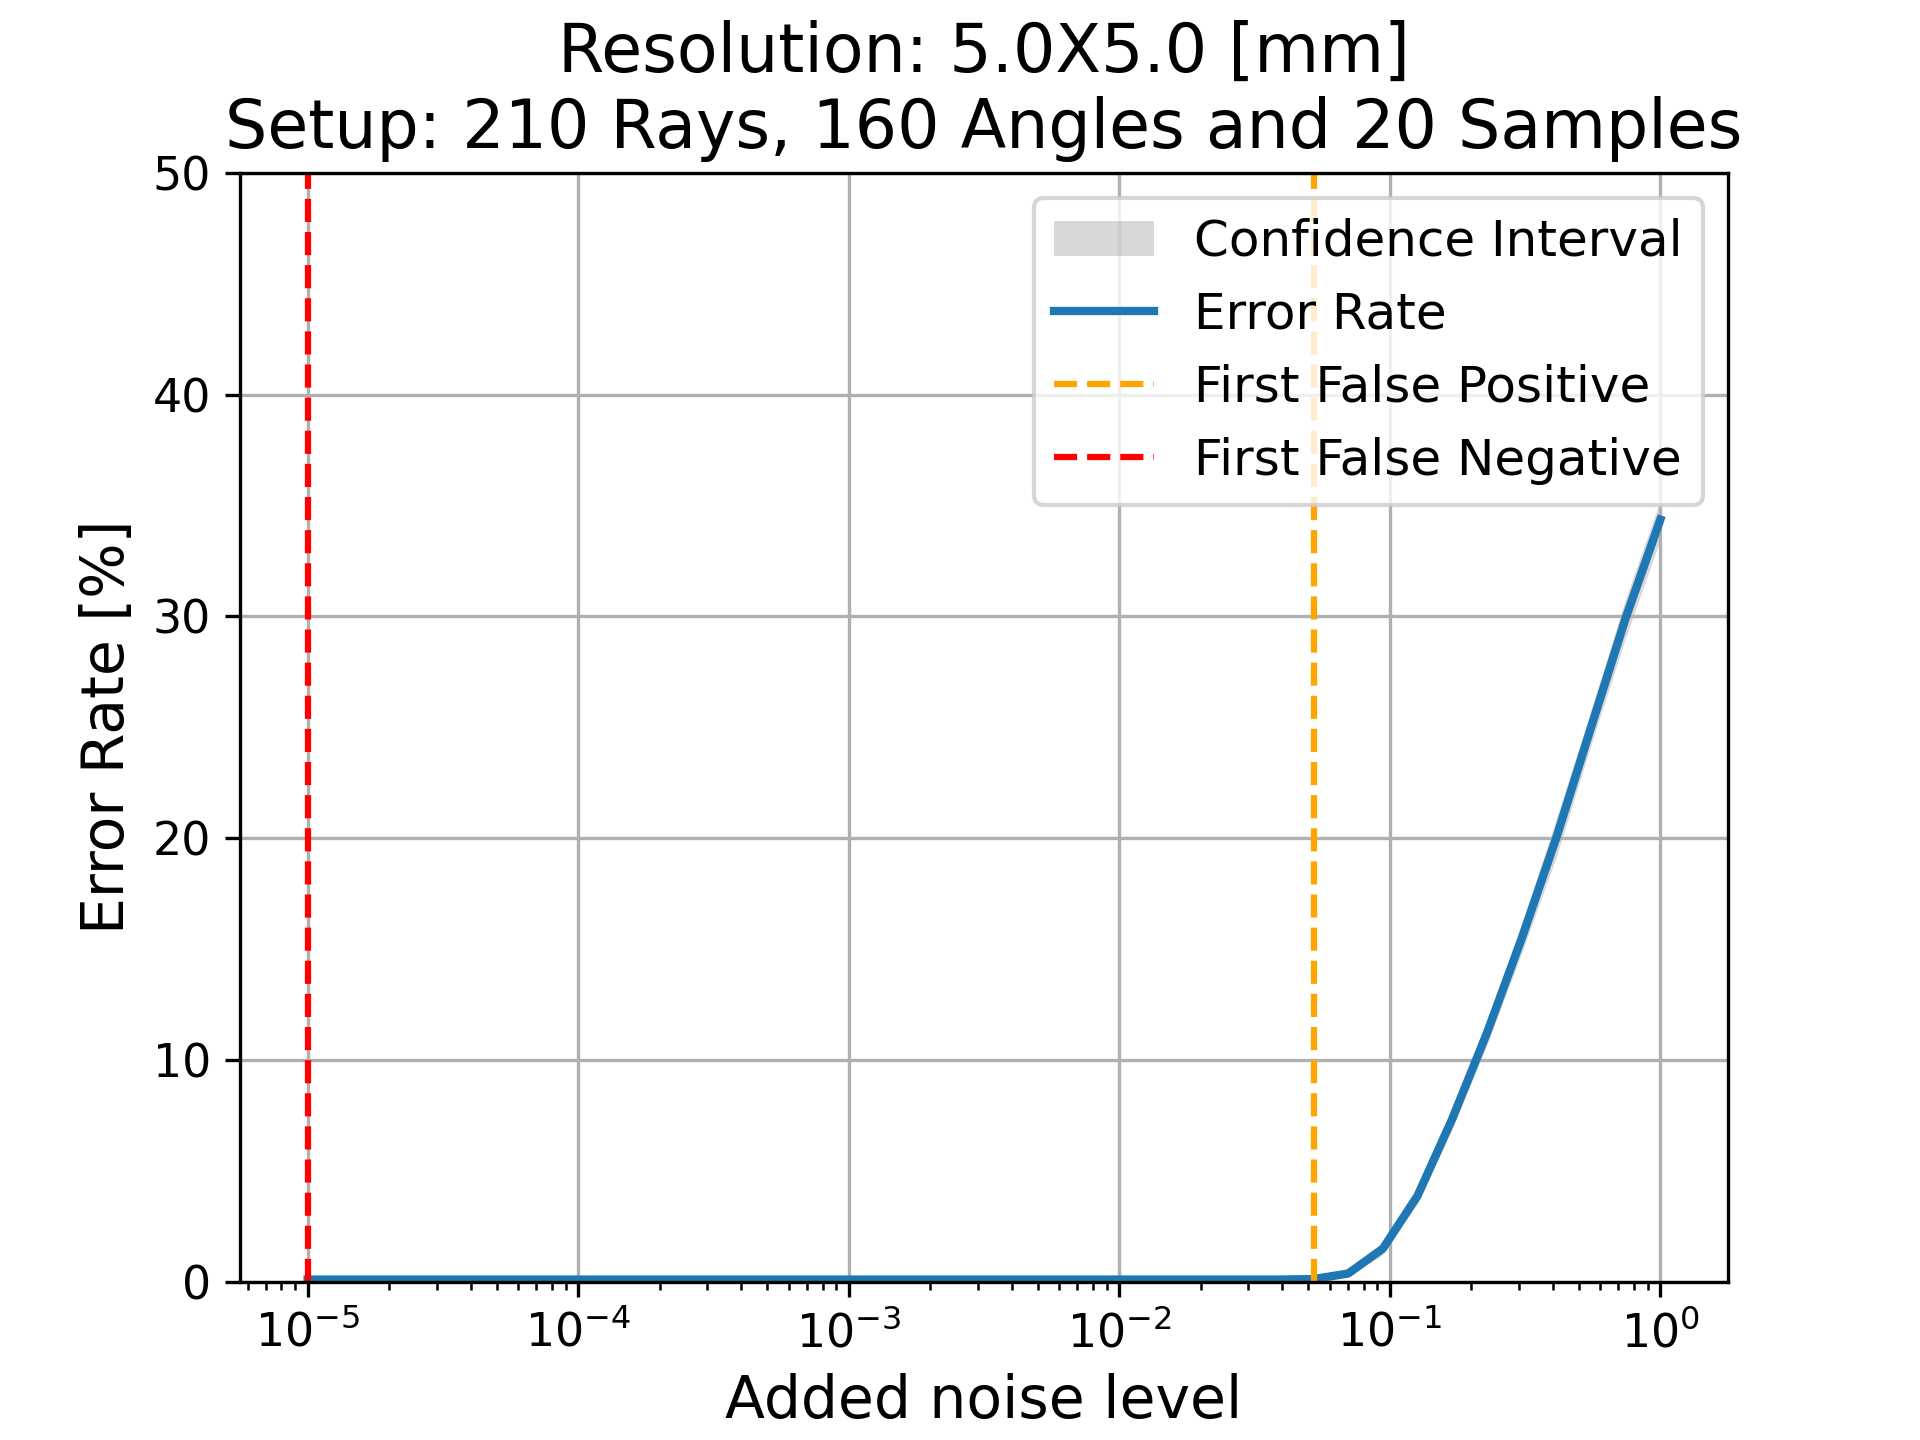 Resolution: 5.0X5.0 [mm]
Setup: 210 Rays, 160 Angles and 20 Samples
50
40
30
20
10
0
Error Rate [%]
Confidence Interval
Error Rate
First False Positive
First False Negative
10⁻⁵ 10⁻⁴ 10⁻³ 10⁻² 10⁻¹ 10⁰
Added noise level